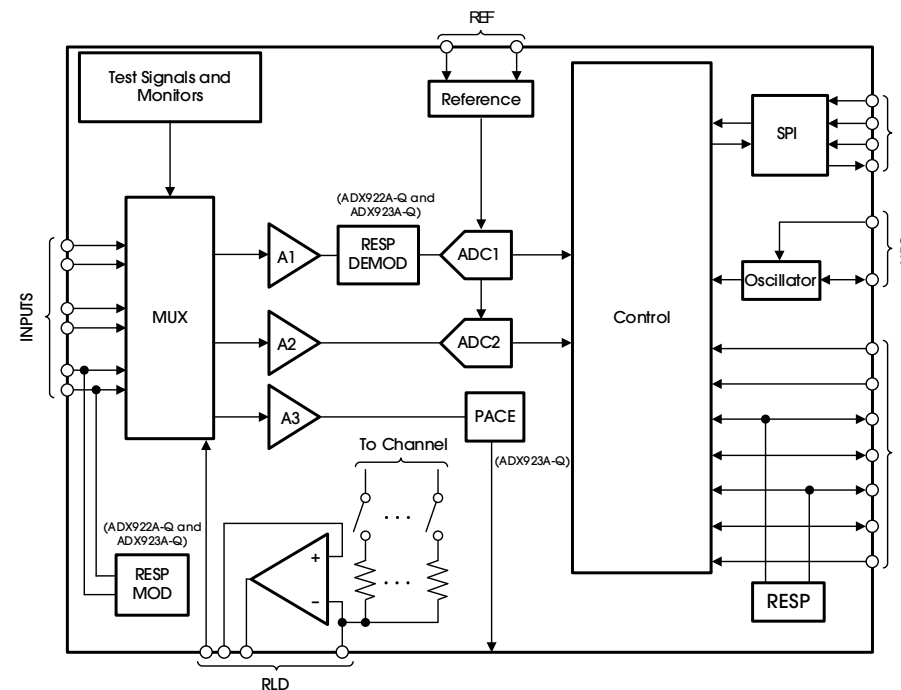 REF
Test Signals and
Monitors
Reference
SPI
(ADX922A-Q and
ADX923A-Q)
A1
RESP
DEMOD
ADC1
Oscillator
INPUTS
MUX
Control
A2
ADC2
A3
PACE
To Channel
(ADX923A-Q)
. . .
(ADX922A-Q and
ADX923A-Q)
+
. . .
RESP
MOD
−
RESP
RLD